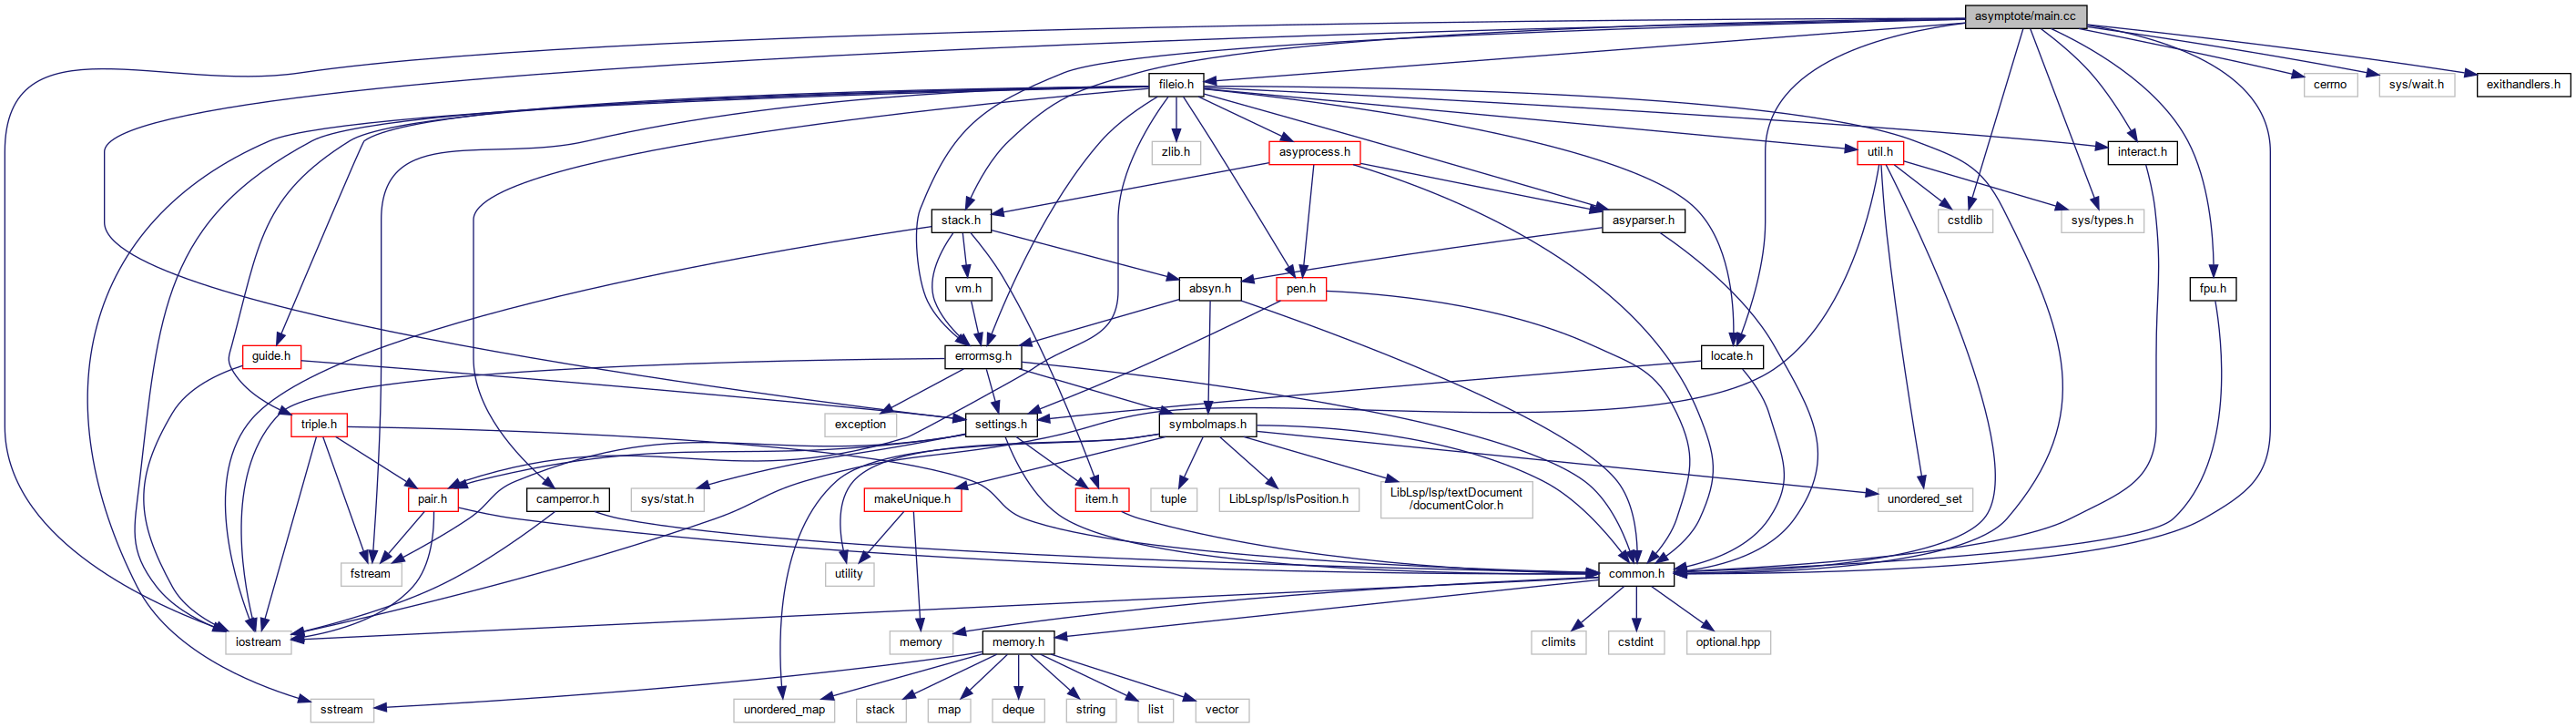 asymptote/main.cc
fileio.h
cerrno
sys/wait.h
exithandlers.h
zlib.h
asyprocess.h
util.h
interact.h
stack.h
asyparser.h
cstdlib
sys/types.h
vm.h
absyn.h
pen.h
fpu.h
guide.h
errormsg.h
locate.h
triple.h
exception
settings.h
symbolmaps.h
pair.h
camperror.h
sys/stat.h
makeUnique.h
item.h
tuple
LibLsp/lsp/lsPosition.h
LibLsp/lsp/textDocument
/documentColor.h
unordered_set
fstream
utility
common.h
iostream
memory
memory.h
climits
cstdint
optional.hpp
sstream
unordered_map
stack
map
deque
string
list
vector